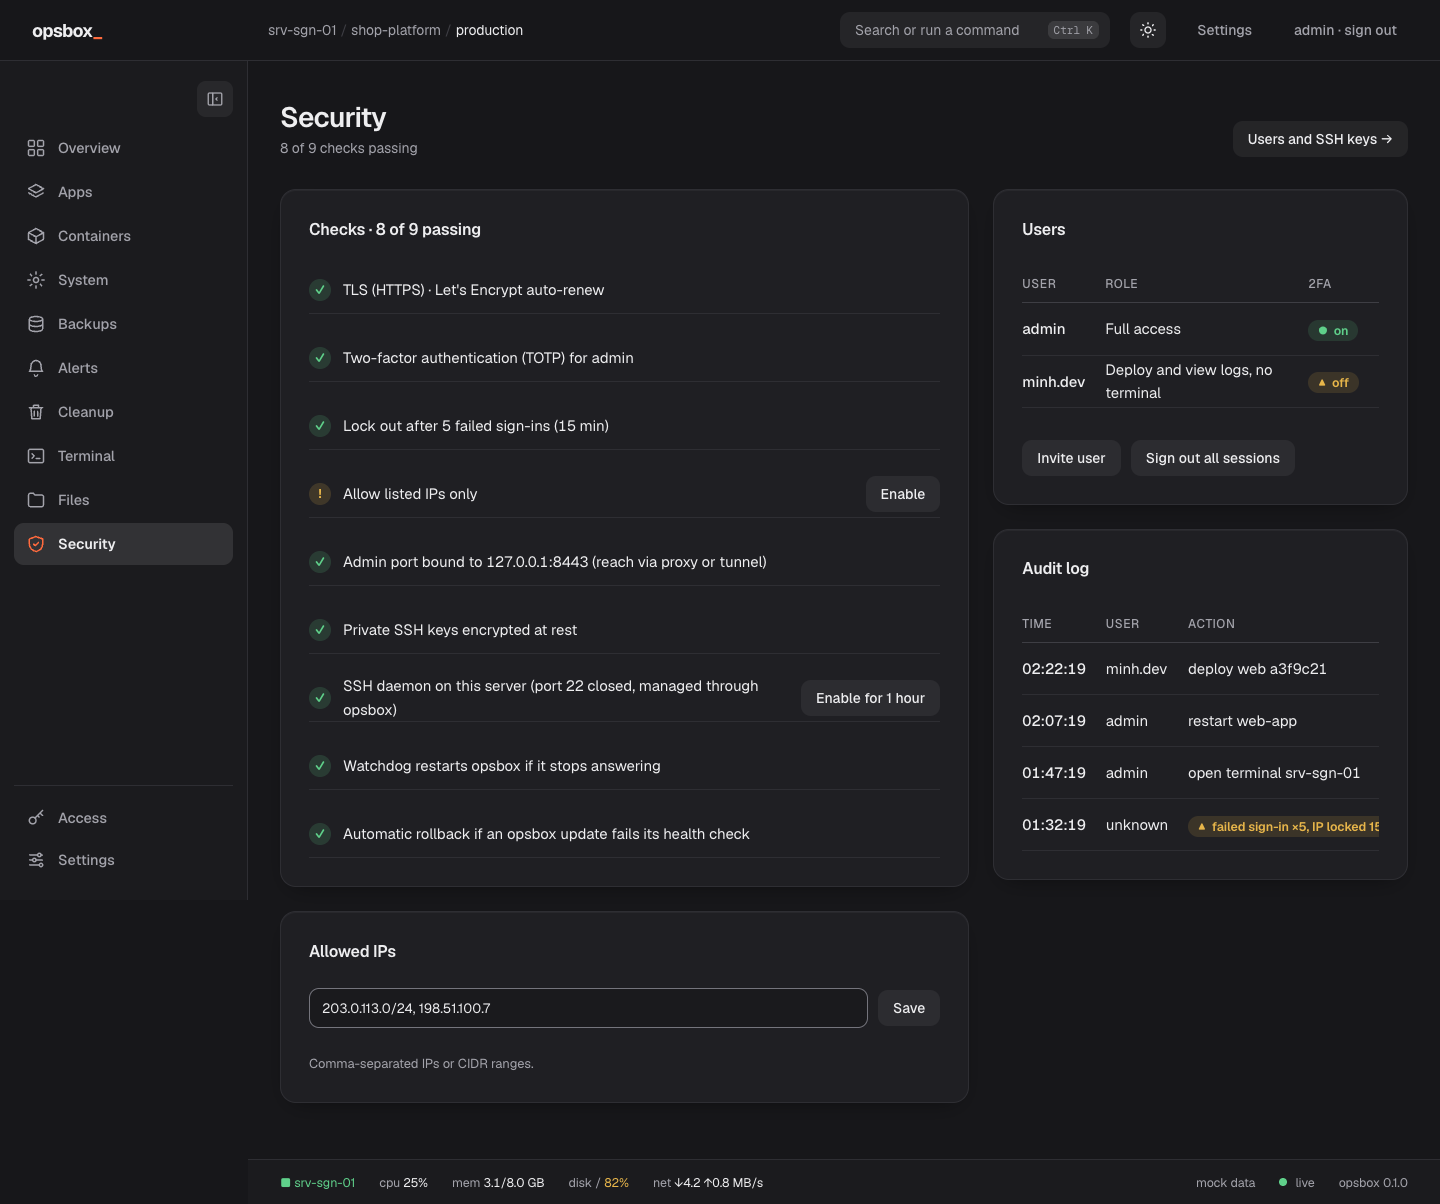 opsbox_
srv-sgn-01 / shop-platform / production
Search or run a command Ctrl K
Settings
admin · sign out
Overview
Apps
Containers
System
Backups
Alerts
Cleanup
Terminal
Files
Security
Access
Settings
Security
8 of 9 checks passing
Users and SSH keys →
Checks · 8 of 9 passing
TLS (HTTPS) · Let's Encrypt auto-renew
Two-factor authentication (TOTP) for admin
Lock out after 5 failed sign-ins (15 min)
Allow listed IPs only
Enable
Admin port bound to 127.0.0.1:8443 (reach via proxy or tunnel)
Private SSH keys encrypted at rest
SSH daemon on this server (port 22 closed, managed through
opsbox)
Enable for 1 hour
Watchdog restarts opsbox if it stops answering
Automatic rollback if an opsbox update fails its health check
Allowed IPs
203.0.113.0/24, 198.51.100.7
Save
Comma-separated IPs or CIDR ranges.
Users
USER ROLE 2FA
admin Full access on
minh.dev Deploy and view logs, no
terminal
off
Invite user
Sign out all sessions
Audit log
TIME USER ACTION
02:22:19 minh.dev deploy web a3f9c21
02:07:19 admin restart web-app
01:47:19 admin open terminal srv-sgn-01
01:32:19 unknown failed sign-in ×5, IP locked 15
srv-sgn-01 cpu 25% mem 3.1/8.0 GB disk / 82% net ↓4.2 ↑0.8 MB/s
mock data live opsbox 0.1.0